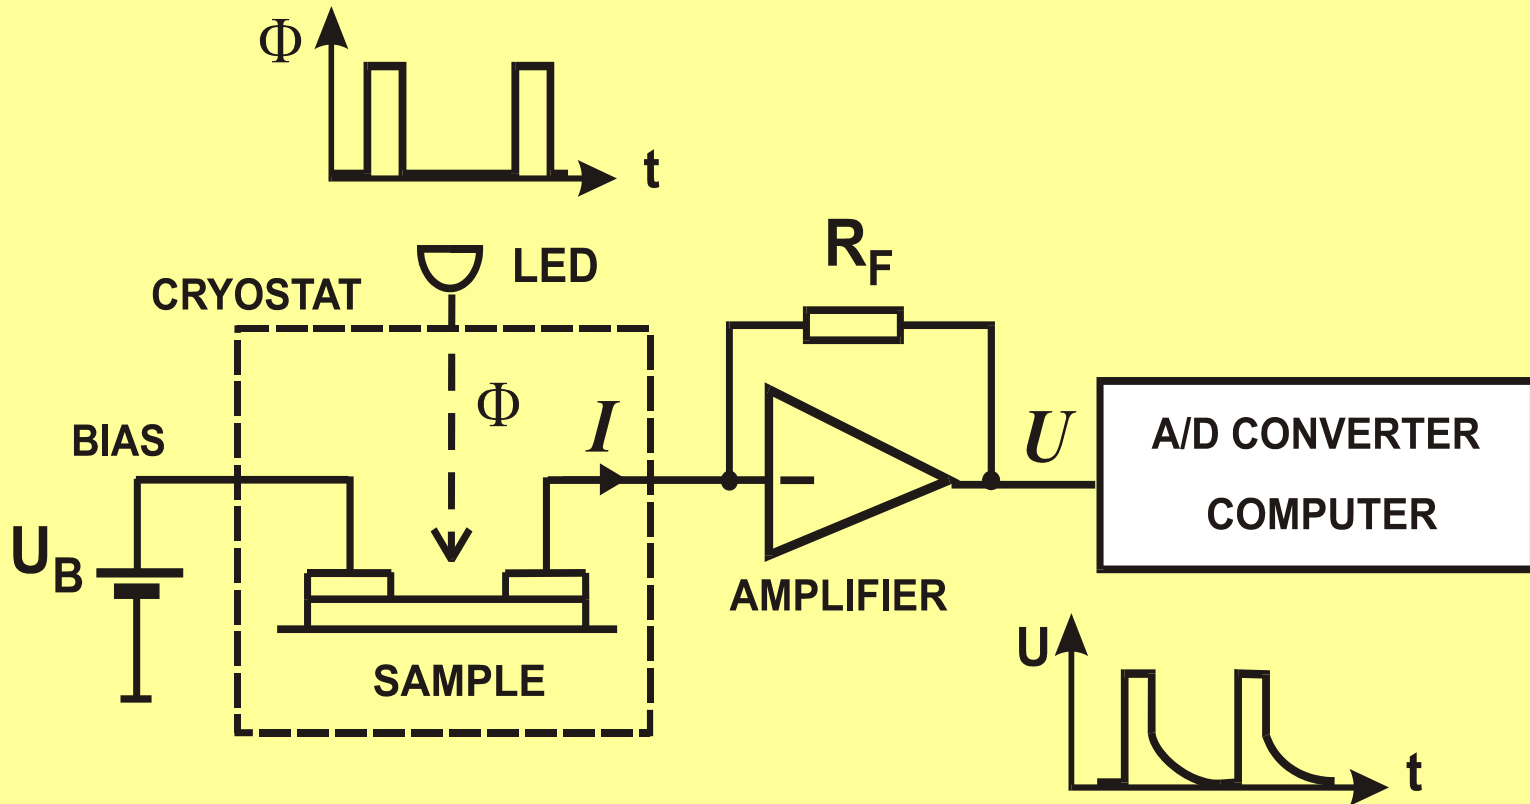 Φ
t
LED
R_F
CRYOSTAT
Φ
I
BIAS
U
A/D CONVERTER
COMPUTER
U_B
−
AMPLIFIER
SAMPLE
U
t